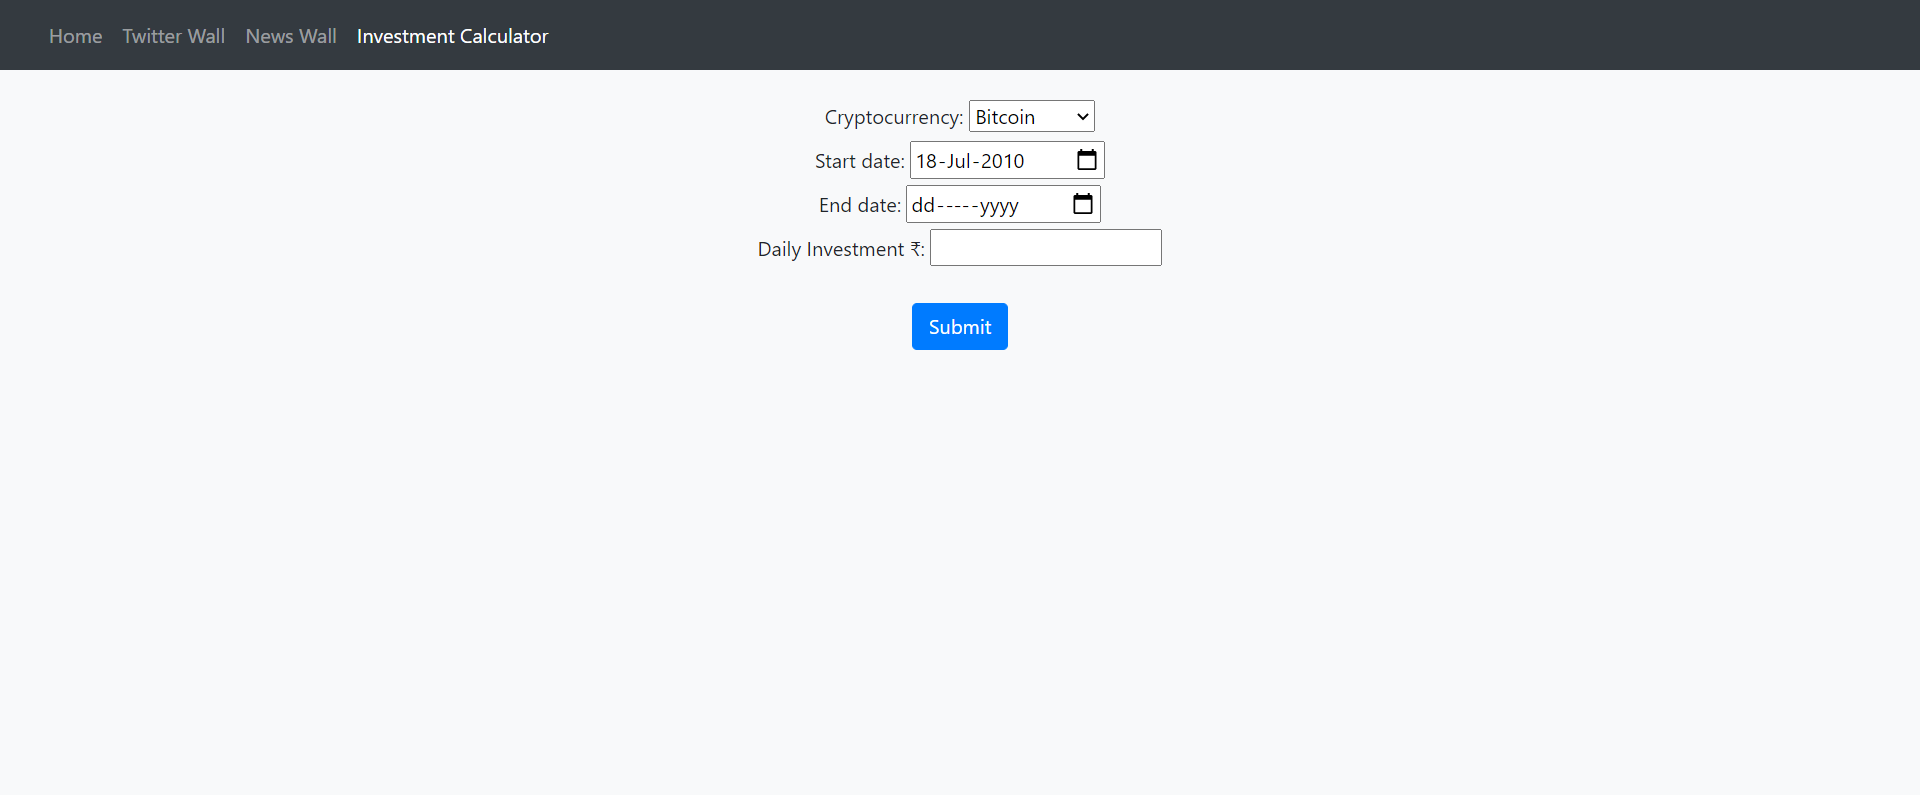 Home Twitter Wall News Wall Investment Calculator
Cryptocurrency: Bitcoin
Start date: 18-Jul-2010
End date: dd-----yyyy
Daily Investment ₹:
Submit